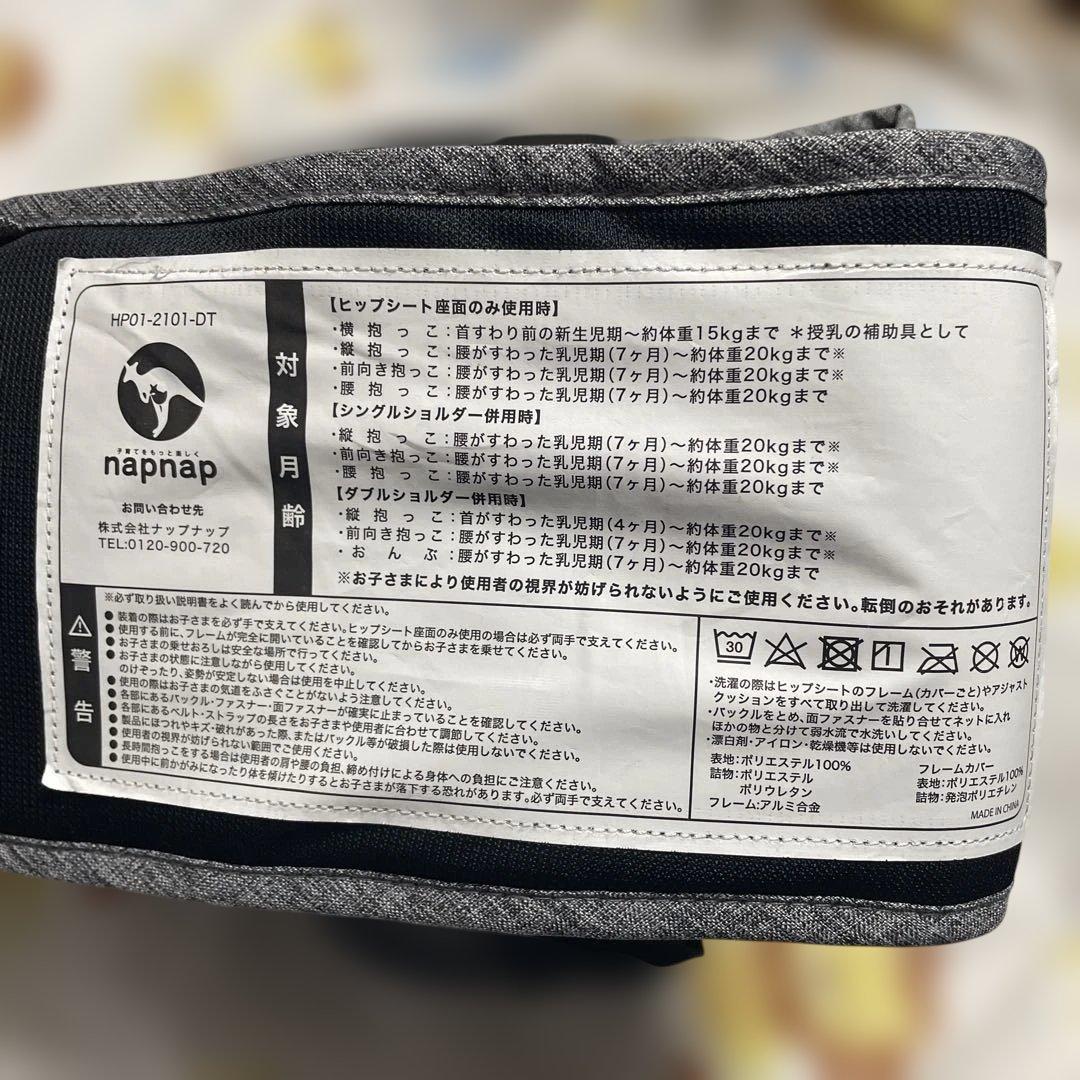 HP01-2101-DT
子育てをもっと楽しく
napnap
お問い合わせ先
株式会社ナップナップ
TEL:0120-900-720
対象月齢
【ヒップシート座面のみ使用時】
・横抱っこ:首すわり前の新生児期〜約体重15kgまで ＊授乳の補助具として
・縦抱っこ:腰がすわった乳児期(7ヶ月)〜約体重20kgまで※
・前向き抱っこ:腰がすわった乳児期(7ヶ月)〜約体重20kgまで※
・腰抱っこ:腰がすわった乳児期(7ヶ月)〜約体重20kgまで
【シングルショルダー併用時】
・縦抱っこ:腰がすわった乳児期(7ヶ月)〜約体重20kgまで※
・前向き抱っこ:腰がすわった乳児期(7ヶ月)〜約体重20kgまで※
・腰抱っこ:腰がすわった乳児期(7ヶ月)〜約体重20kgまで
【ダブルショルダー併用時】
・縦抱っこ:首がすわった乳児期(4ヶ月)〜約体重20kgまで※
・前向き抱っこ:腰がすわった乳児期(7ヶ月)〜約体重20kgまで※
・おんぶ:腰がすわった乳児期(7ヶ月)〜約体重20kgまで
※お子さまにより使用者の視界が妨げられないようにご使用ください。転倒のおそれがあります。
警告
※必ず取り扱い説明書をよく読んでから使用してください。
●装着の際はお子さまを必ず手で支えてください。ヒップシート座面のみ使用の場合は必ず両手で支えてください。
●使用する前に、フレームが完全に開いていることを確認してからお子さまを乗せてください。
●お子さまの乗せおろしは安全な場所で行ってください。
●お子さまの状態に注意しながら使用してください。
のけぞったり、姿勢が安定しない場合は使用を中止してください。
●使用の際はお子さまの気道をふさぐことがないよう注意してください。
●各部にあるバックル・ファスナー・面ファスナーが確実に止まっていることを確認してください。
●各部にあるベルト・ストラップの長さをお子さまや使用者に合わせて調節してください。
●製品にほつれやキズ・破れがあった際、またはバックル等が破損した際は使用しないでください。
●使用者の視界が妨げられない範囲でご使用ください。
●長時間抱っこをする場合は使用者の肩や腰の負担、締め付けによる身体への負担にご注意ください。
●使用中に前かがみになったり体を傾けたりするとお子さまが落下する恐れがあります。必ず両手で支えてください。
30
・洗濯の際はヒップシートのフレーム(カバーごと)やアジャスト
クッションをすべて取り出して洗濯してください。
・バックルをとめ、面ファスナーを貼り合せてネットに入れ
ほかの物と分けて弱水流で水洗いしてください。
・漂白剤・アイロン・乾燥機等は使用しないでください。
表地:ポリエステル100%
詰物:ポリエステル
ポリウレタン
フレーム:アルミ合金
フレームカバー
表地:ポリエステル100%
詰物:発泡ポリエチレン
MADE IN CHINA